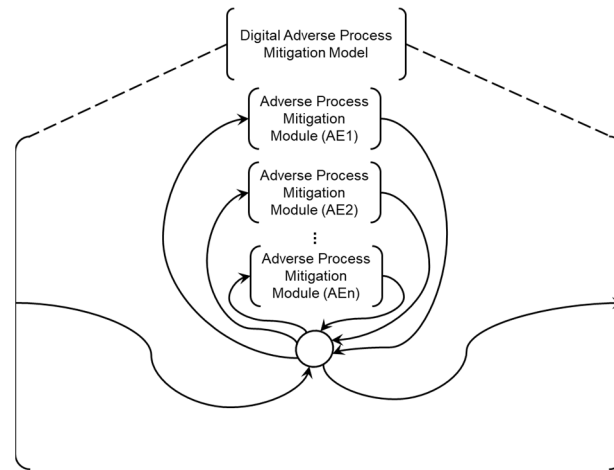 Digital Adverse Process
Mitigation Model
Adverse Process
Mitigation
Module (AE1)
Adverse Process
Mitigation
Module (AE2)
...
Adverse Process
Mitigation
Module (AEn)